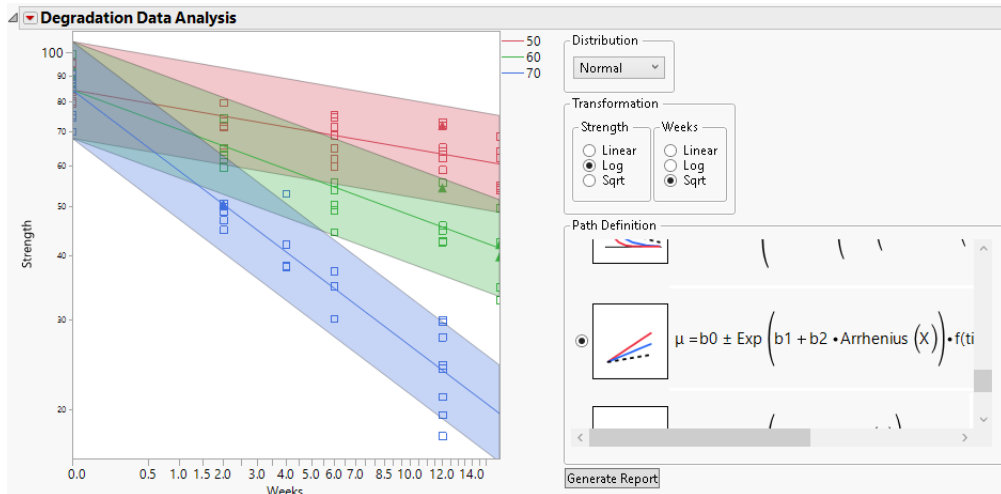 Degradation Data Analysis
100
90
80
70
60
50
40
30
20
Strength
0.0 0.5 1.0 1.5 2.0 3.0 4.0 5.0 6.0 7.0 8.0 10.0 12.0 14.0
Weeks
50
60
70
Distribution
Normal
Transformation
Strength
Linear
Log
Sqrt
Weeks
Linear
Log
Sqrt
Path Definition
μ = b0 ± Exp (b1 + b2 • Arrhenius (X)) • f(ti
Generate Report